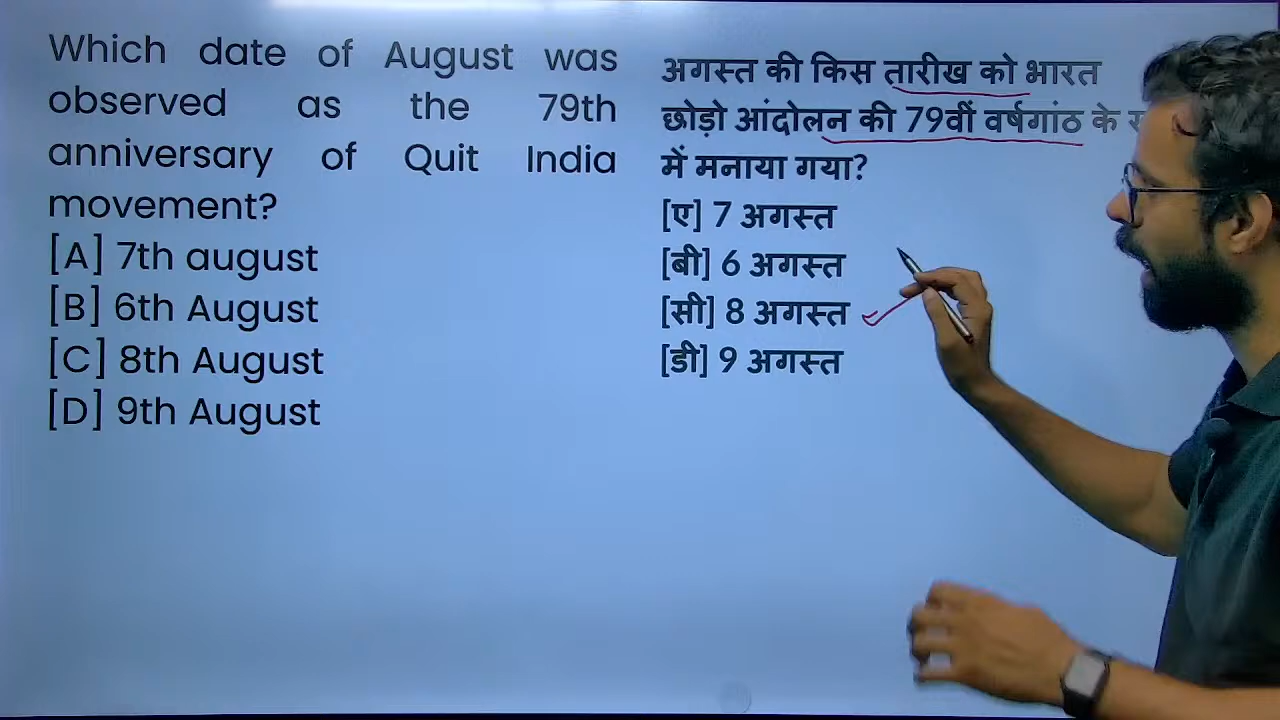 Which date of August was
observed as the 79th
anniversary of Quit India
movement?
[A] 7th august
[B] 6th August
[C] 8th August
[D] 9th August
अगस्त की किस तारीख को भारत
छोड़ो आंदोलन की 79वीं वर्षगांठ के
में मनाया गया?
[ए] 7 अगस्त
[बी] 6 अगस्त
[सी] 8 अगस्त
[डी] 9 अगस्त